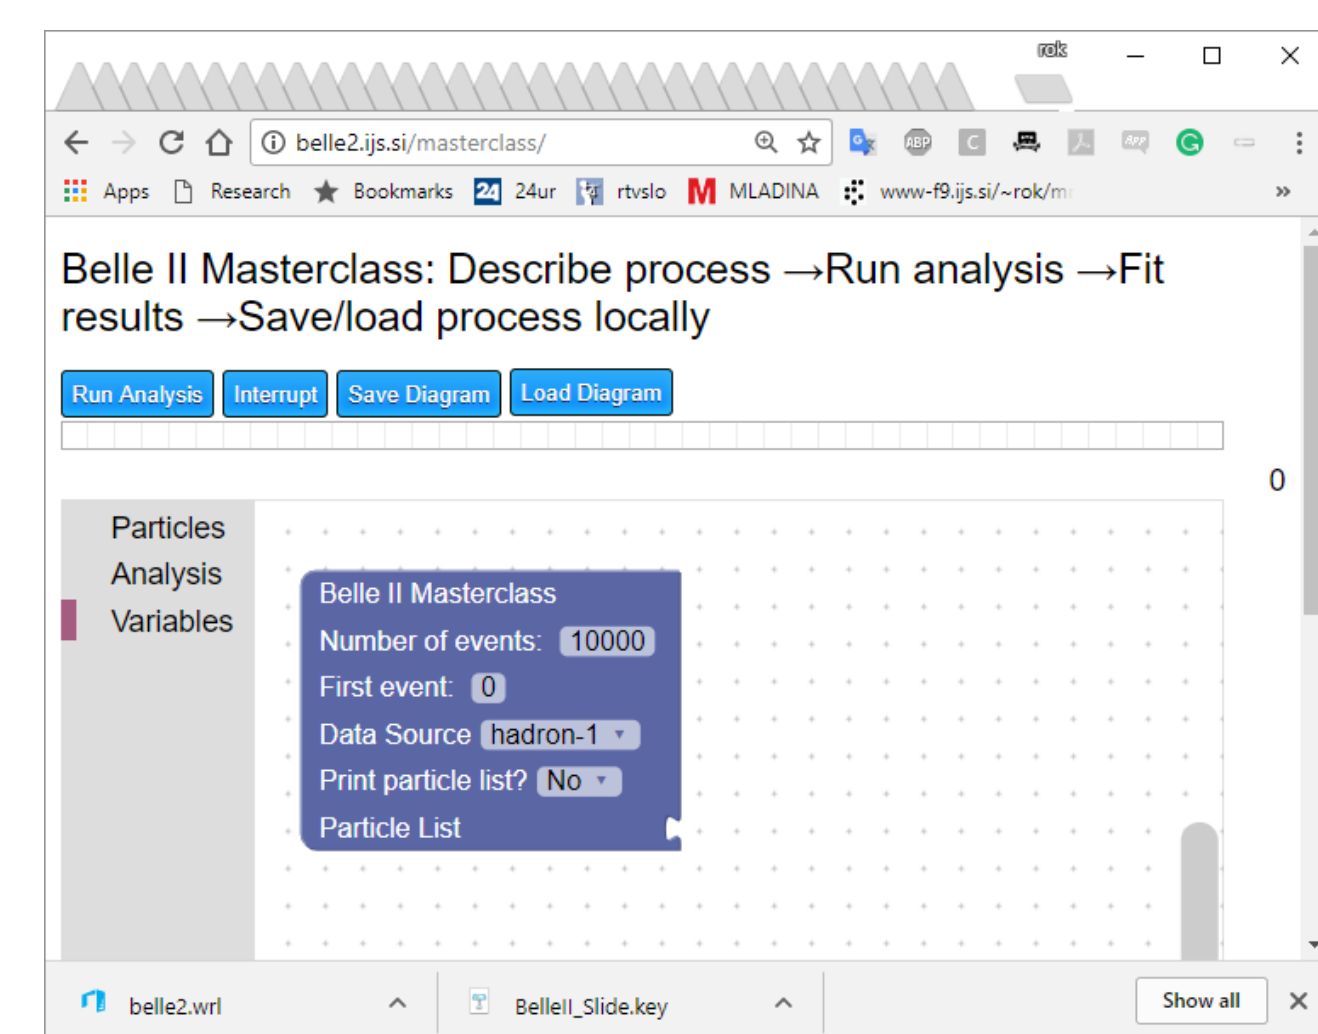 rok
belle2.ijs.si/masterclass/
ABP
C
APP
G
Apps Research Bookmarks 24 24ur rtvslo M MLADINA www-f9.ijs.si/~rok/m
Belle II Masterclass: Describe process →Run analysis →Fit
results →Save/load process locally
Run Analysis Interrupt Save Diagram Load Diagram
0
Particles
Analysis
Variables
Belle II Masterclass
Number of events: 10000
First event: 0
Data Source hadron-1
Print particle list? No
Particle List
belle2.wrl
BelleII_Slide.key
Show all